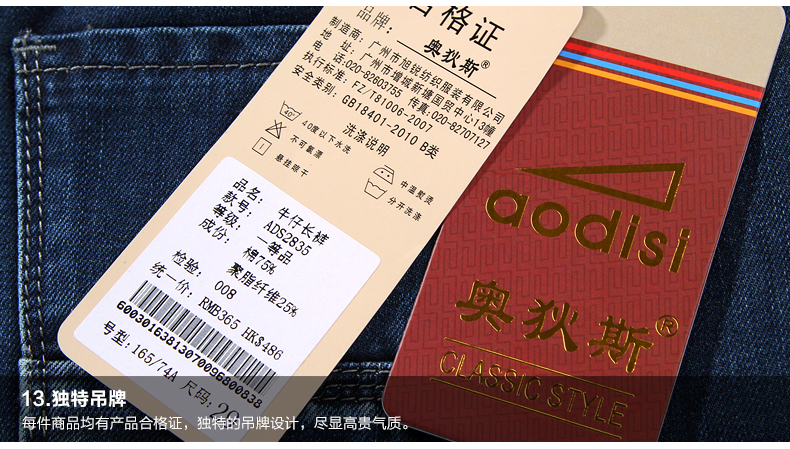 合格证
品牌: 奥狄斯®
制造商: 广州市旭锐纺织服装有限公司
地 址: 广州市增城新塘国贸中心13幢
电 话:020-82603755 传真:020-82707127
执行标准: FZ/T81006-2007
安全类别: GB18401-2010 B类
洗涤说明
40° 40度以下水洗
不可氯漂
悬挂晾干
中温熨烫
分开洗涤
品名: 牛仔长裤
款号: ADS2835
等级: 一等品
成份: 棉75%
聚脂纤维25%
检验: 008
统一价: RMB365 HK$486
6003016381307009680083​8
号型:165/74A 尺码:
aodisi
奥狄斯®
CLASSIC STYLE
13.独特吊牌
每件商品均有产品合格证，独特的吊牌设计，尽显高贵气质。